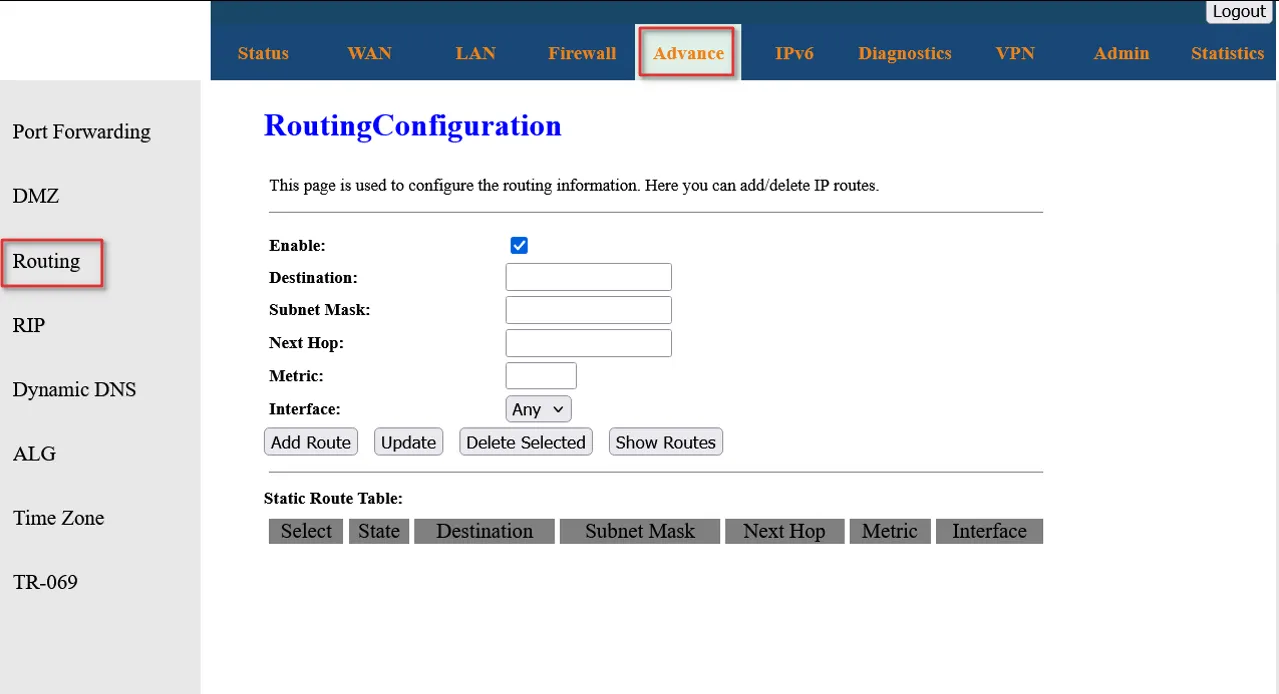 Logout
Status WAN LAN Firewall Advance IPv6 Diagnostics VPN Admin Statistics
Port Forwarding
DMZ
Routing
RIP
Dynamic DNS
ALG
Time Zone
TR-069
RoutingConfiguration
This page is used to configure the routing information. Here you can add/delete IP routes.
Enable:
Destination:
Subnet Mask:
Next Hop:
Metric:
Interface: Any
Add Route Update Delete Selected Show Routes
Static Route Table:
Select State Destination Subnet Mask Next Hop Metric Interface